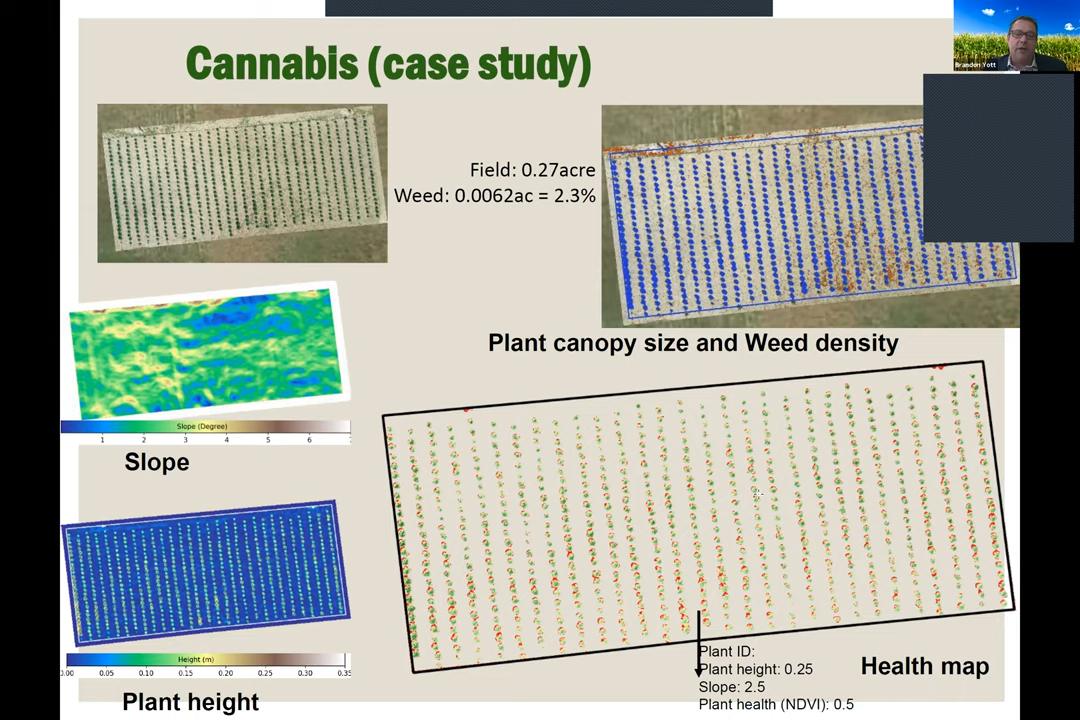 Cannabis (case study)
Brandon Yott
Field: 0.27acre
Weed: 0.0062ac = 2.3%
Plant canopy size and Weed density
Slope (Degree)
1 2 3 4 5 6
Slope
Height (m)
0.00 0.05 0.10 0.15 0.20 0.25 0.30 0.35
Plant height
Plant ID:
Plant height: 0.25
Slope: 2.5
Plant health (NDVI): 0.5
Health map